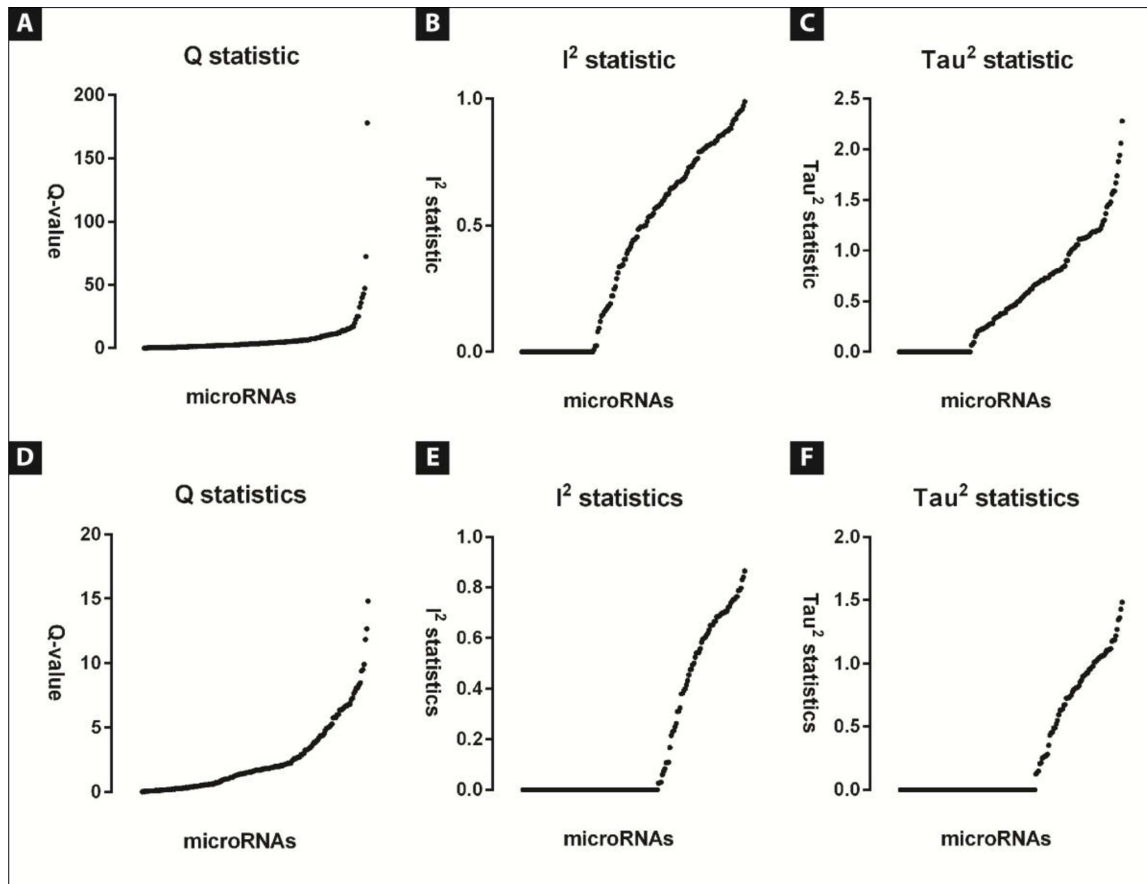 A
Q statistic
Q-value
200
150
100
50
0
microRNAs
B
I² statistic
I² statistic
1.0
0.5
0.0
microRNAs
C
Tau² statistic
Tau² statistic
2.5
2.0
1.5
1.0
0.5
0.0
microRNAs
D
Q statistics
Q-value
20
15
10
5
0
microRNAs
E
I² statistics
I² statistics
1.0
0.8
0.6
0.4
0.2
0.0
microRNAs
F
Tau² statistics
Tau² statistics
2.0
1.5
1.0
0.5
0.0
microRNAs